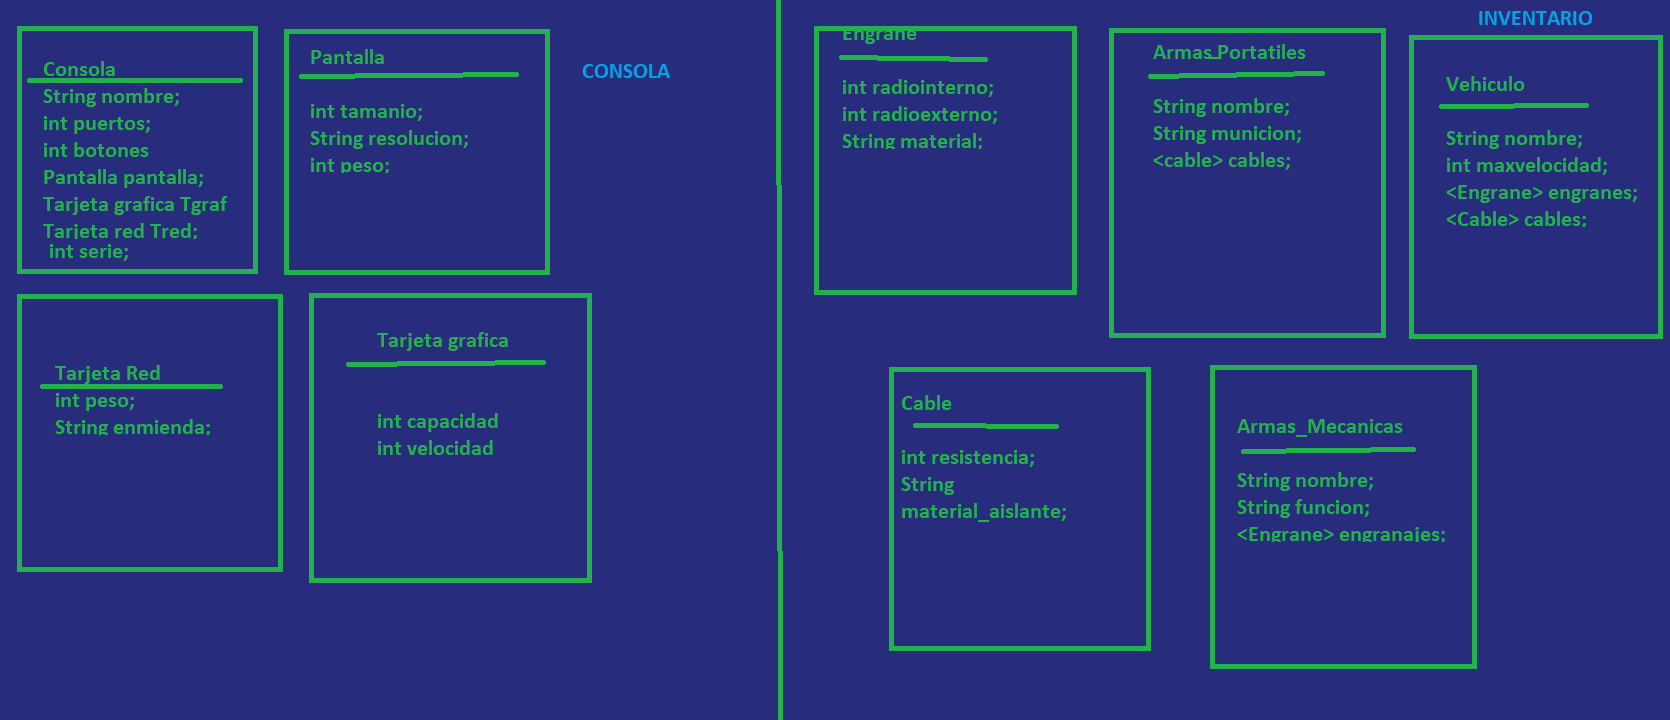 Consola
String nombre;
int puertos;
int botones
Pantalla pantalla;
Tarjeta grafica Tgraf
Tarjeta red Tred;
int serie;
Pantalla
int tamanio;
String resolucion;
int peso;
CONSOLA
Tarjeta Red
int peso;
String enmienda;
Tarjeta grafica
int capacidad
int velocidad
INVENTARIO
Engrane
int radiointerno;
int radioexterno;
String material;
Armas_Portatiles
String nombre;
String municion;
<cable> cables;
Vehiculo
String nombre;
int maxvelocidad;
<Engrane> engranes;
<Cable> cables;
Cable
int resistencia;
String
material_aislante;
Armas_Mecanicas
String nombre;
String funcion;
<Engrane> engranajes;